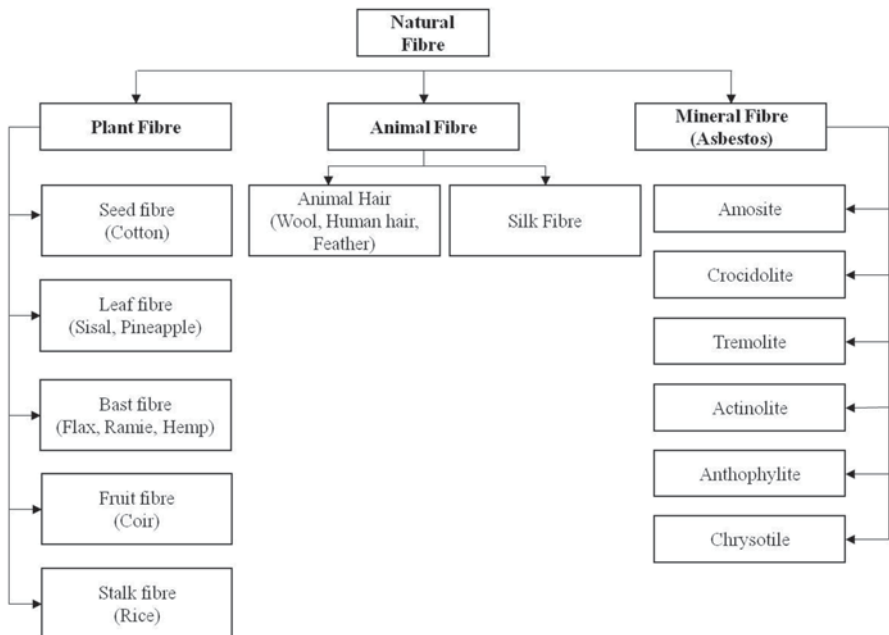 Natural
Fibre
Plant Fibre
Animal Fibre
Mineral Fibre
(Asbestos)
Seed fibre
(Cotton)
Leaf fibre
(Sisal, Pineapple)
Bast fibre
(Flax, Ramie, Hemp)
Fruit fibre
(Coir)
Stalk fibre
(Rice)
Animal Hair
(Wool, Human hair,
Feather)
Silk Fibre
Amosite
Crocidolite
Tremolite
Actinolite
Anthophylite
Chrysotile